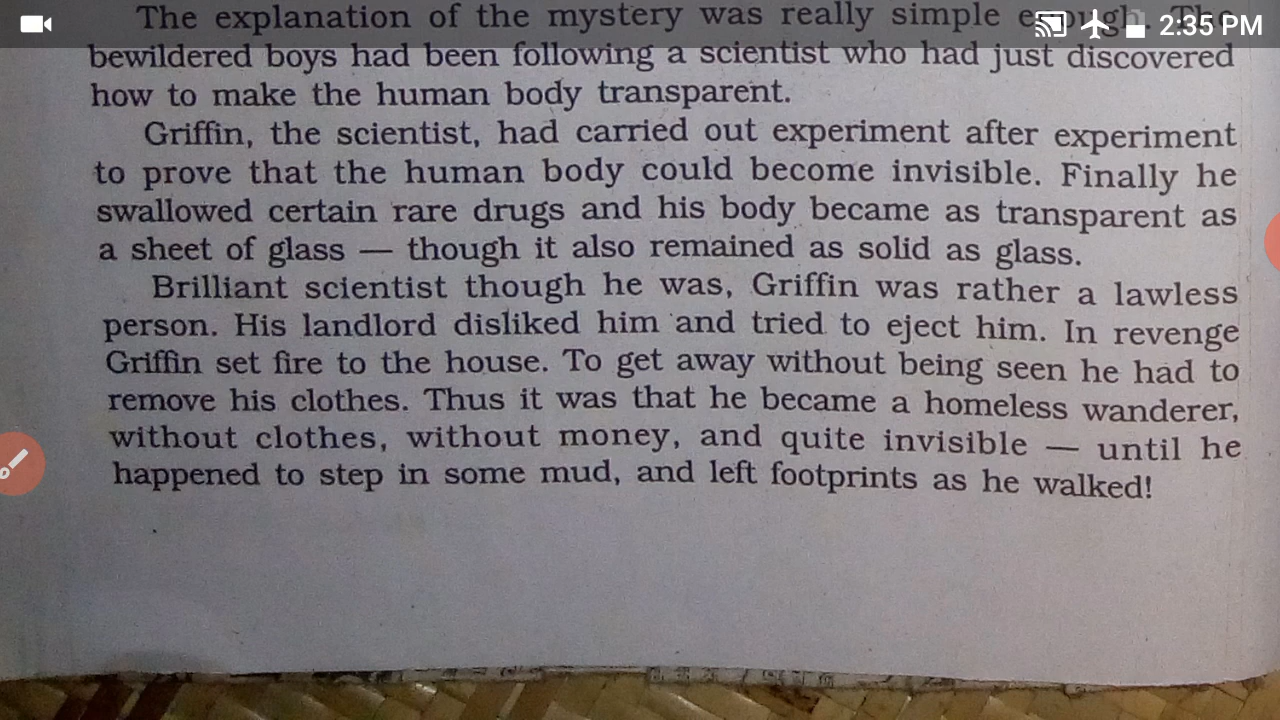 2:35 PM
The explanation of the mystery was really simple enough. The
bewildered boys had been following a scientist who had just discovered
how to make the human body transparent.
Griffin, the scientist, had carried out experiment after experiment
to prove that the human body could become invisible. Finally he
swallowed certain rare drugs and his body became as transparent as
a sheet of glass — though it also remained as solid as glass.
Brilliant scientist though he was, Griffin was rather a lawless
person. His landlord disliked him and tried to eject him. In revenge
Griffin set fire to the house. To get away without being seen he had to
remove his clothes. Thus it was that he became a homeless wanderer,
without clothes, without money, and quite invisible — until he
happened to step in some mud, and left footprints as he walked!